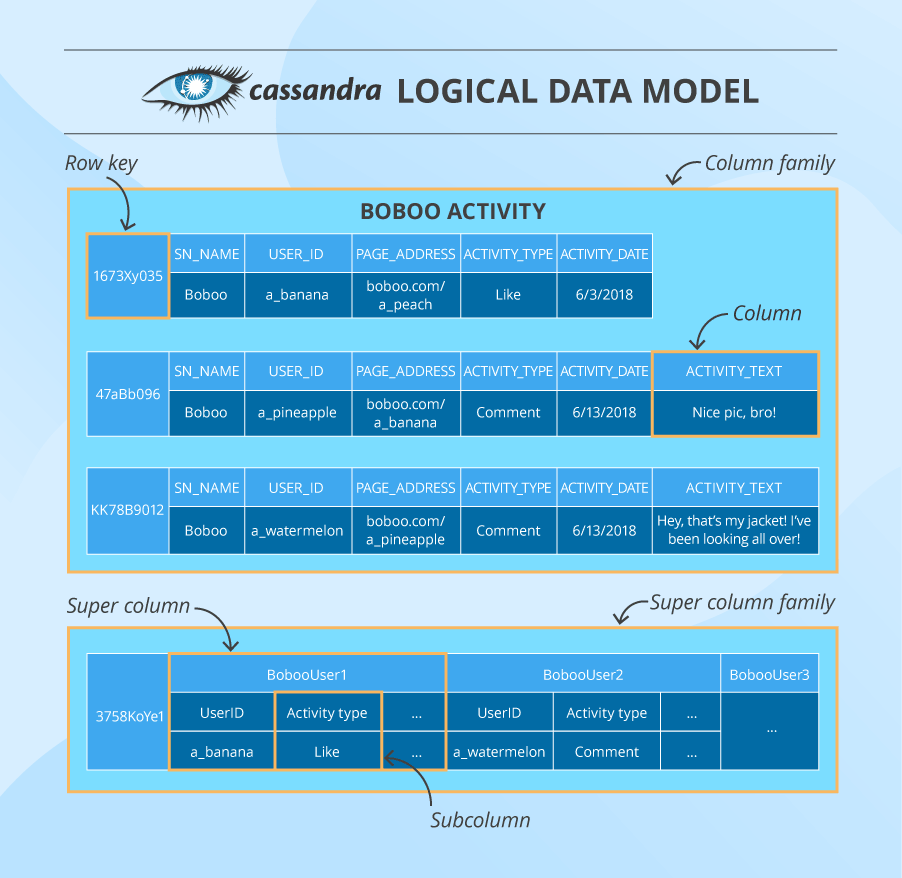 cassandra LOGICAL DATA MODEL
Row key
Column family
BOBOO ACTIVITY
1673Xy035
SN_NAME USER_ID PAGE_ADDRESS ACTIVITY_TYPE ACTIVITY_DATE
Boboo a_banana boboo.com/
a_peach Like 6/3/2018
Column
47aBb096
SN_NAME USER_ID PAGE_ADDRESS ACTIVITY_TYPE ACTIVITY_DATE ACTIVITY_TEXT
Boboo a_pineapple boboo.com/
a_banana Comment 6/13/2018 Nice pic, bro!
KK78B9012
SN_NAME USER_ID PAGE_ADDRESS ACTIVITY_TYPE ACTIVITY_DATE ACTIVITY_TEXT
Boboo a_watermelon boboo.com/
a_pineapple Comment 6/13/2018 Hey, that's my jacket! I've
been looking all over!
Super column
Super column family
3758KoYe1
BobooUser1 BobooUser2 BobooUser3
UserID Activity type ... UserID Activity type ... ...
a_banana Like ... a_watermelon Comment ...
Subcolumn